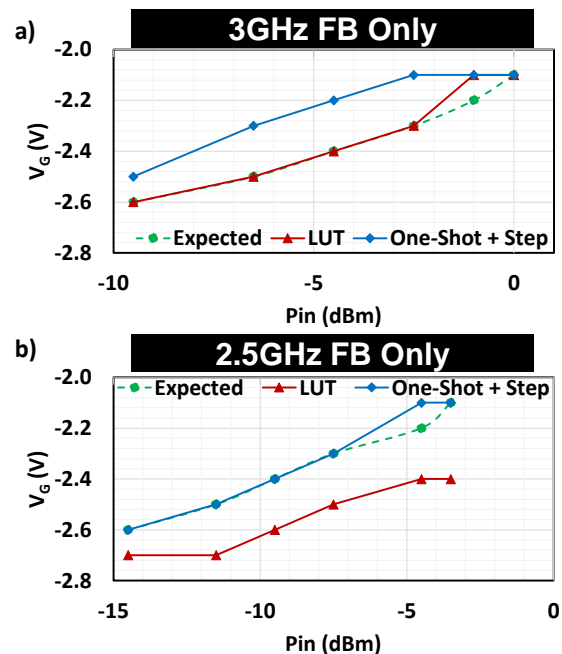 a)
3GHz FB Only
-2.0
-2.2
-2.4
-2.6
-2.8
VG (V)
Expected LUT One-Shot + Step
-10 -5 0
Pin (dBm)
b)
2.5GHz FB Only
-2.0
Expected LUT One-Shot + Step
-2.2
-2.4
-2.6
-2.8
VG (V)
-15 -10 -5 0
Pin (dBm)